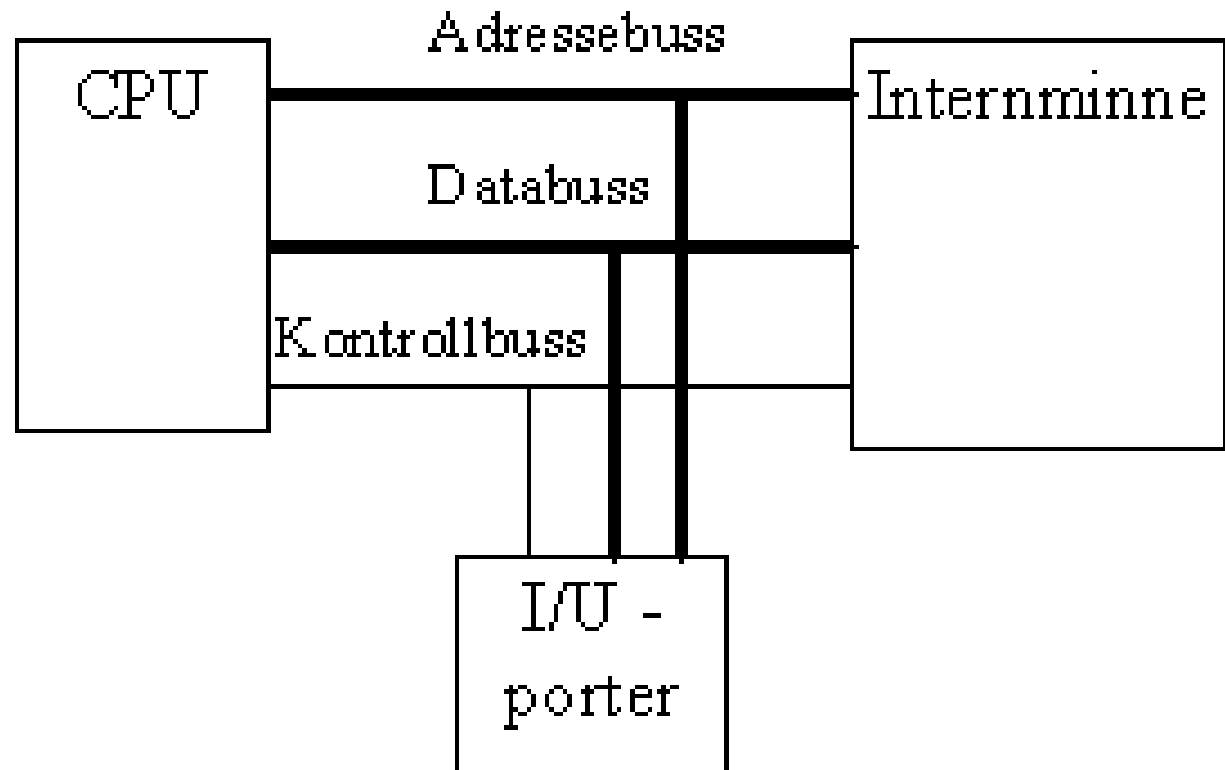 Adressebuss
CPU
Internminne
Databuss
Kontrollbuss
I/U -
porter